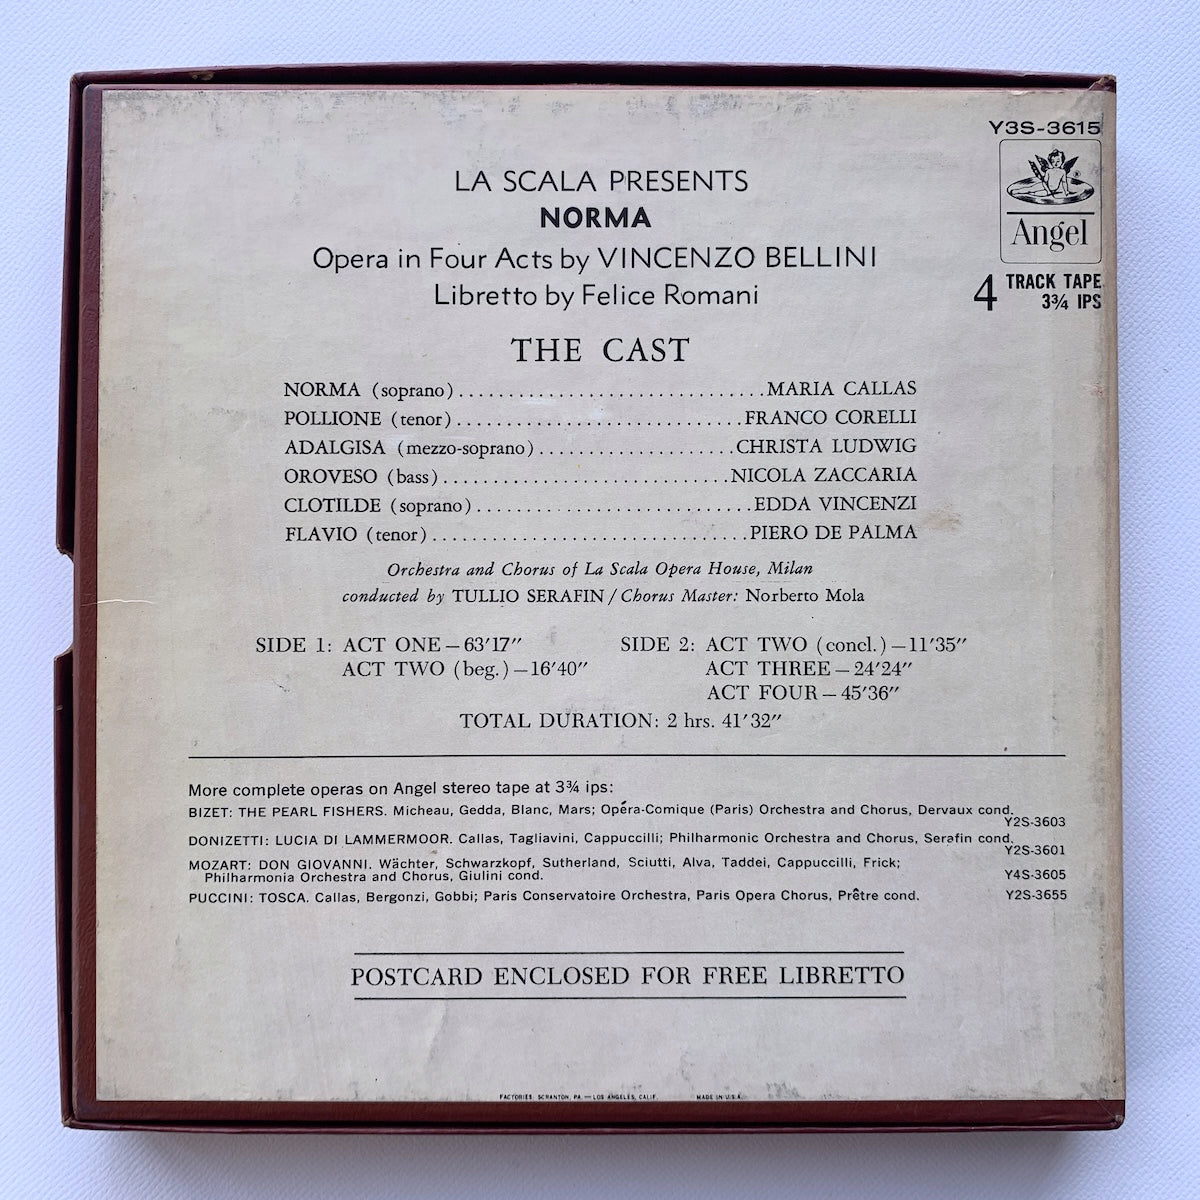 Y3S-3615
Angel
4 TRACK TAPE
3¾ IPS
LA SCALA PRESENTS
NORMA
Opera in Four Acts by VINCENZO BELLINI
Libretto by Felice Romani
THE CAST
NORMA (soprano) . . . . . . . . . . . . . . . . . . . . . . . . . . . . . . MARIA CALLAS
POLLIONE (tenor) . . . . . . . . . . . . . . . . . . . . . . . . . . . . FRANCO CORELLI
ADALGISA (mezzo-soprano) . . . . . . . . . . . . . . . . . . . CHRISTA LUDWIG
OROVESO (bass) . . . . . . . . . . . . . . . . . . . . . . . . . . . . NICOLA ZACCARIA
CLOTILDE (soprano) . . . . . . . . . . . . . . . . . . . . . . . . . . . EDDA VINCENZI
FLAVIO (tenor) . . . . . . . . . . . . . . . . . . . . . . . . . . . . . . . PIERO DE PALMA
Orchestra and Chorus of La Scala Opera House, Milan
conducted by TULLIO SERAFIN / Chorus Master: Norberto Mola
SIDE 1: ACT ONE — 63'17" SIDE 2: ACT TWO (concl.) — 11'35"
ACT TWO (beg.) — 16'40" ACT THREE — 24'24"
ACT FOUR — 45'36"
TOTAL DURATION: 2 hrs. 41'32"
More complete operas on Angel stereo tape at 3¾ ips:
BIZET: THE PEARL FISHERS. Micheau, Gedda, Blanc, Mars; Opéra-Comique (Paris) Orchestra and Chorus, Dervaux cond.
Y2S-3603
DONIZETTI: LUCIA DI LAMMERMOOR. Callas, Tagliavini, Cappuccilli; Philharmonic Orchestra and Chorus, Serafin cond.
Y2S-3601
MOZART: DON GIOVANNI. Wächter, Schwarzkopf, Sutherland, Sciutti, Alva, Taddei, Cappuccilli, Frick;
Philharmonia Orchestra and Chorus, Giulini cond. Y4S-3605
PUCCINI: TOSCA. Callas, Bergonzi, Gobbi; Paris Conservatoire Orchestra, Paris Opera Chorus, Prêtre cond. Y2S-3655
POSTCARD ENCLOSED FOR FREE LIBRETTO
FACTORIES: SCRANTON, PA. — LOS ANGELES, CALIF. MADE IN U.S.A.